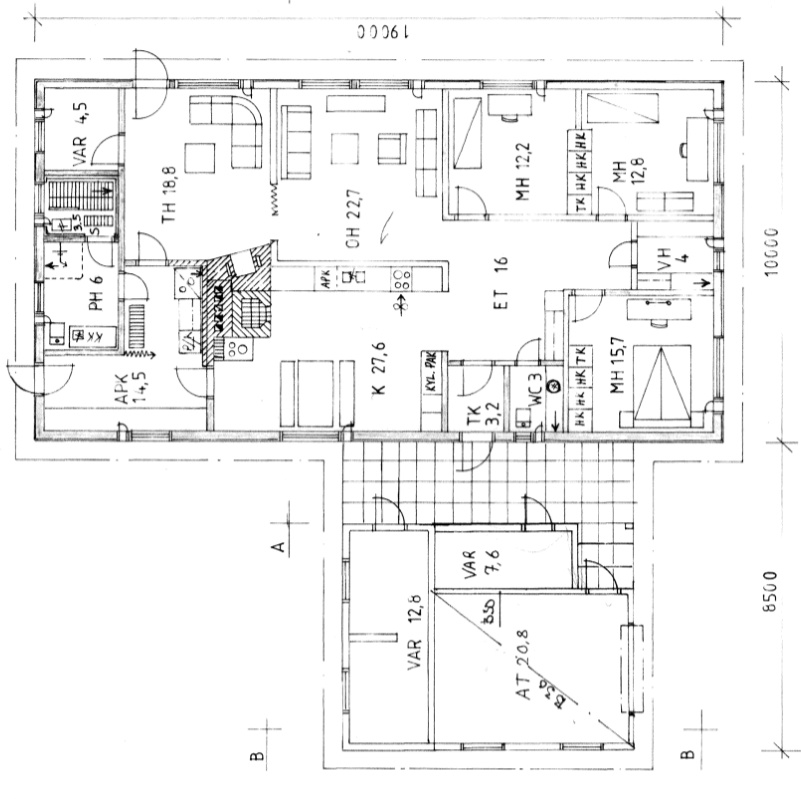 19000
VAR 4,5
TH 18,8
OH 22,7
MH 12,2
TK HK HK HK
MH
12,8
3.5
S
PH 6
KK
APK
ET 16
VH
4
10000
APK
14,5
K 27,6
KYL. PAK
TK
3,2
WC 3
HK HK HK TK
MH 15,7
A
VAR
7,6
VAR 12,8
AT 20,8
8500
B
B